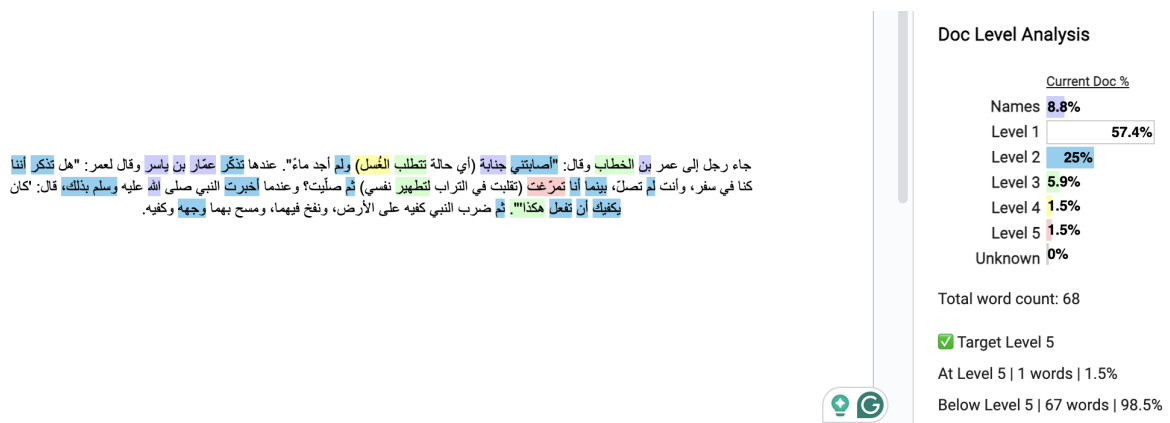 جاء رجل إلى عمر بن الخطاب وقال: "أصابتني جنابة (أي حالة تتطلب الغُسل) ولم أجد ماءً". عندها تذكّر عمّار بن ياسر وقال لعمر: "هل تذكر أننا
كنا في سفر، وأنت لم تصلّ، بينما أنا تمرّغت (تقلبت في التراب لتطهير نفسي) ثم صلّيت؟ وعندما أخبرت النبي صلى الله عليه وسلم بذلك، قال: 'كان
يكفيك أن تفعل هكذا'". ثم ضرب النبي كفيه على الأرض، ونفخ فيهما، ومسح بهما وجهه وكفيه.
Doc Level Analysis
Current Doc %
Names 8.8%
Level 1 57.4%
Level 2 25%
Level 3 5.9%
Level 4 1.5%
Level 5 1.5%
Unknown 0%
Total word count: 68
✅ Target Level 5
At Level 5 | 1 words | 1.5%
Below Level 5 | 67 words | 98.5%